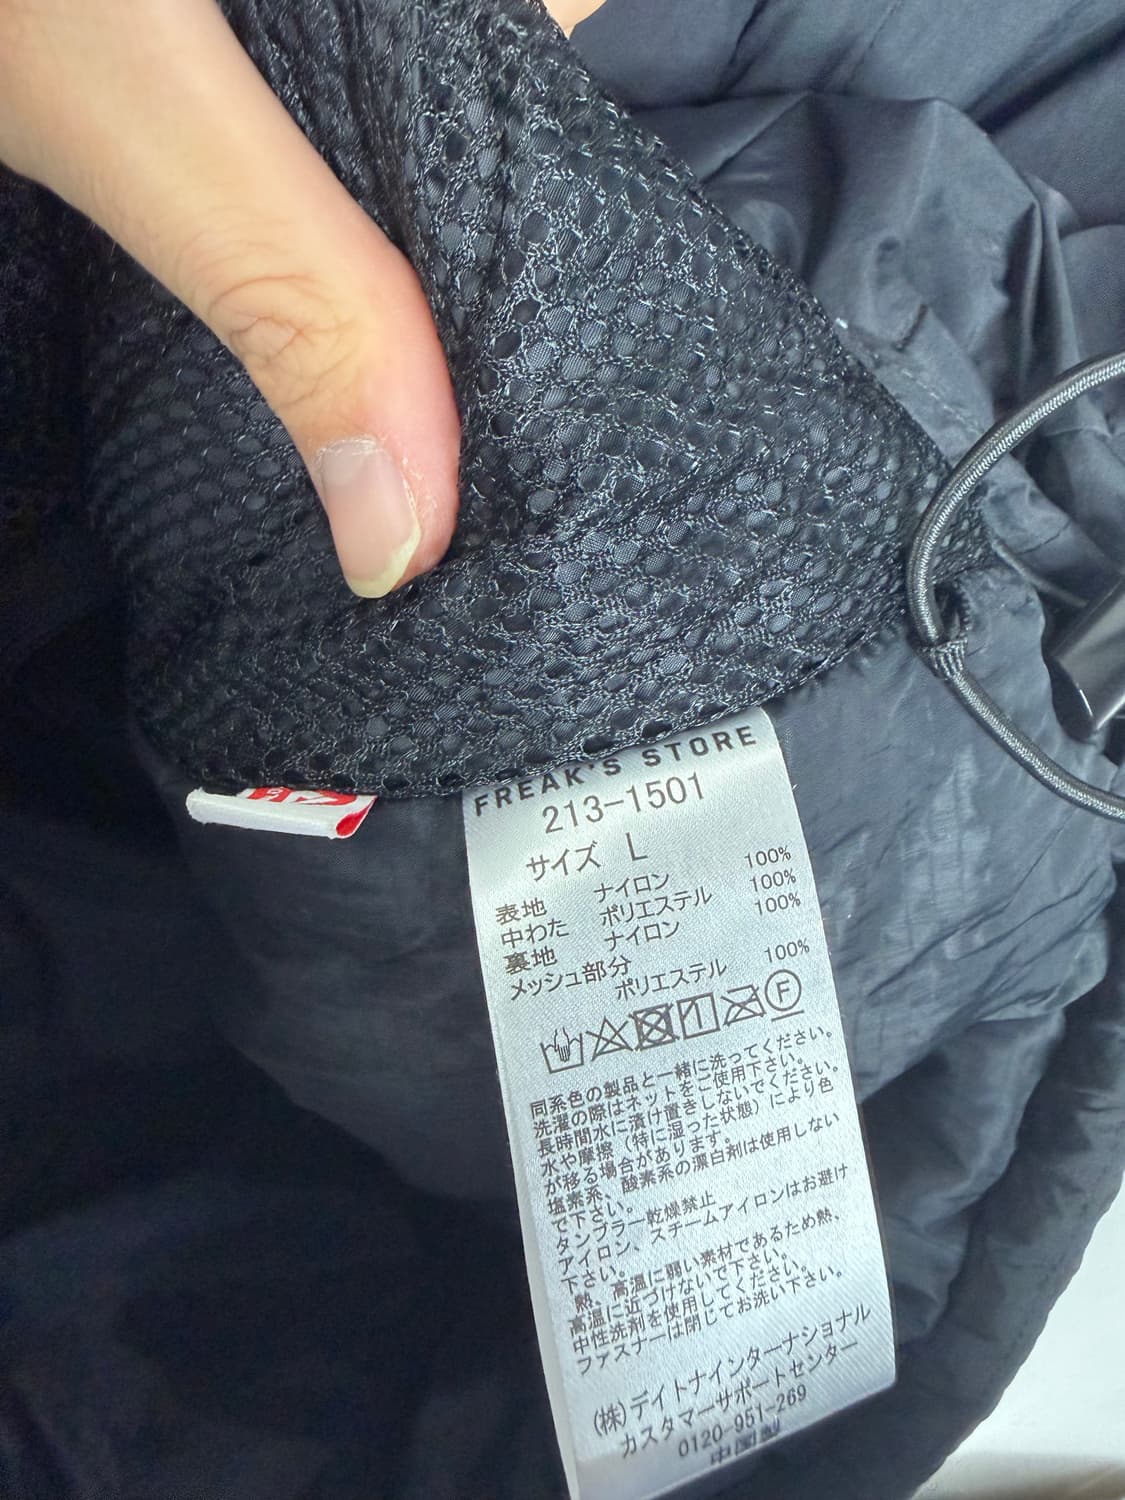 FREAK'S STORE
213-1501
サイズ L
表地 ナイロン 100%
中わた ポリエステル 100%
裏地 ナイロン 100%
メッシュ部分
ポリエステル 100%
F
同系色の製品と一緒に洗ってください。
洗濯の際はネットをご使用下さい。
長時間水に漬け置きしないでください。
水や摩擦（特に湿った状態）により色
が移る場合があります。
塩素系、酸素系の漂白剤は使用しない
で下さい。
タンブラー乾燥禁止
アイロン、スチームアイロンはお避け
下さい。
熱、高温に弱い素材であるため熱、
高温に近づけないで下さい。
中性洗剤を使用してください。
ファスナーは閉じてお洗い下さい。
(株)デイトナインターナショナル
カスタマーサポートセンター
0120-951-269
中国製